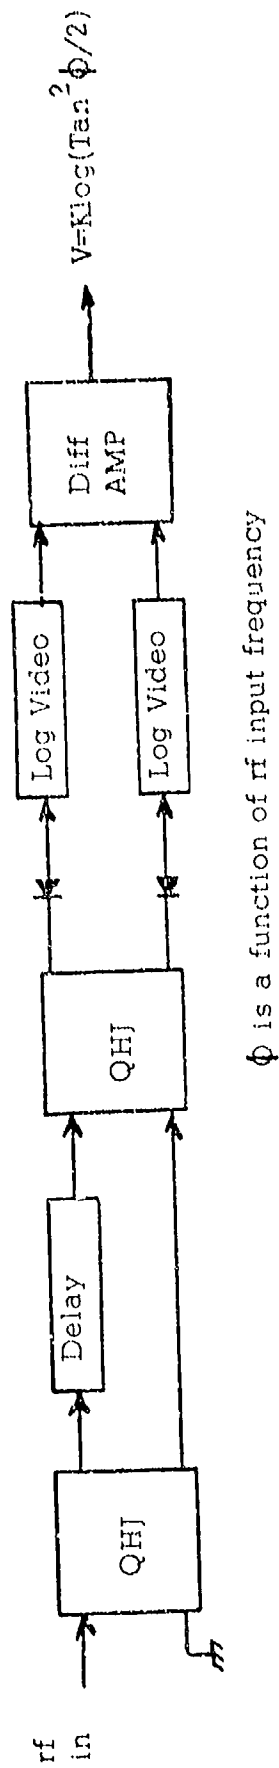 rf
in
QHJ
Delay
QHJ
Log Video
Log Video
Diff
AMP
V=Klog(Tan²ϕ/2)
ϕ is a function of rf input frequency